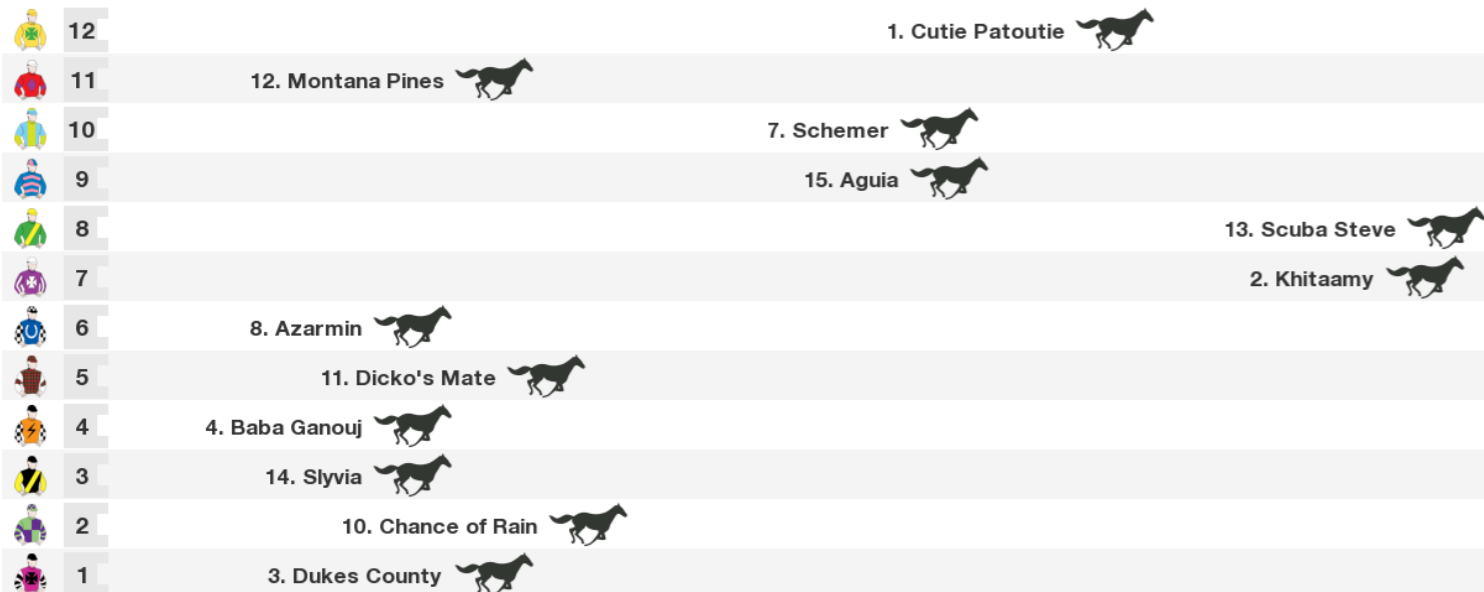 12 1. Cutie Patoutie
11 12. Montana Pines
10 7. Schemer
9 15. Aguia
8 13. Scuba Steve
7 2. Khitaamy
6 8. Azarmin
5 11. Dicko's Mate
4 4. Baba Ganouj
3 14. Slyvia
2 10. Chance of Rain
1 3. Dukes County